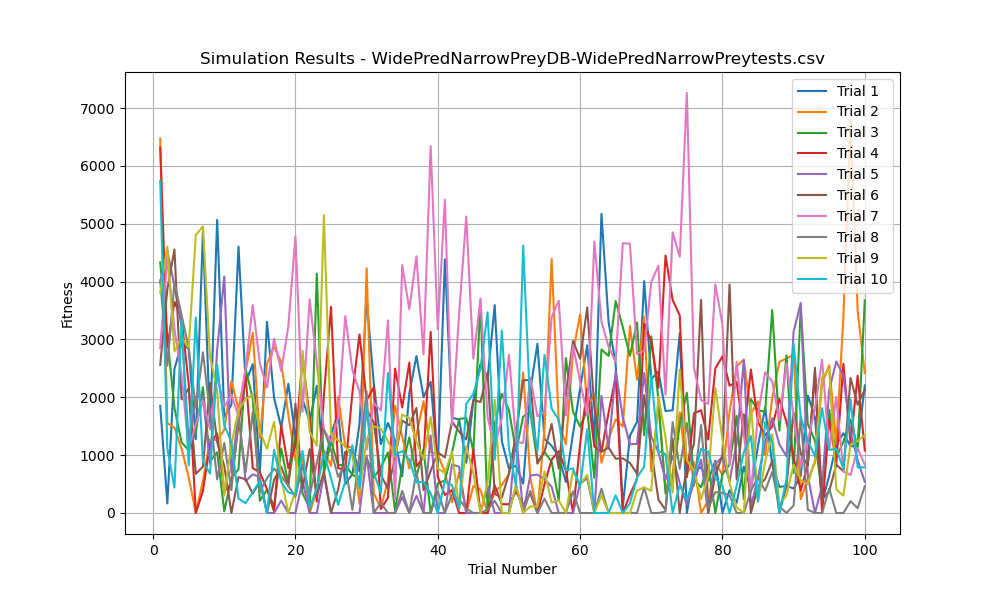 Simulation Results - WidePredNarrowPreyDB-WidePredNarrowPreytests.csv
Fitness
7000
6000
5000
4000
3000
2000
1000
0
0 20 40 60 80 100
Trial Number
Trial 1
Trial 2
Trial 3
Trial 4
Trial 5
Trial 6
Trial 7
Trial 8
Trial 9
Trial 10